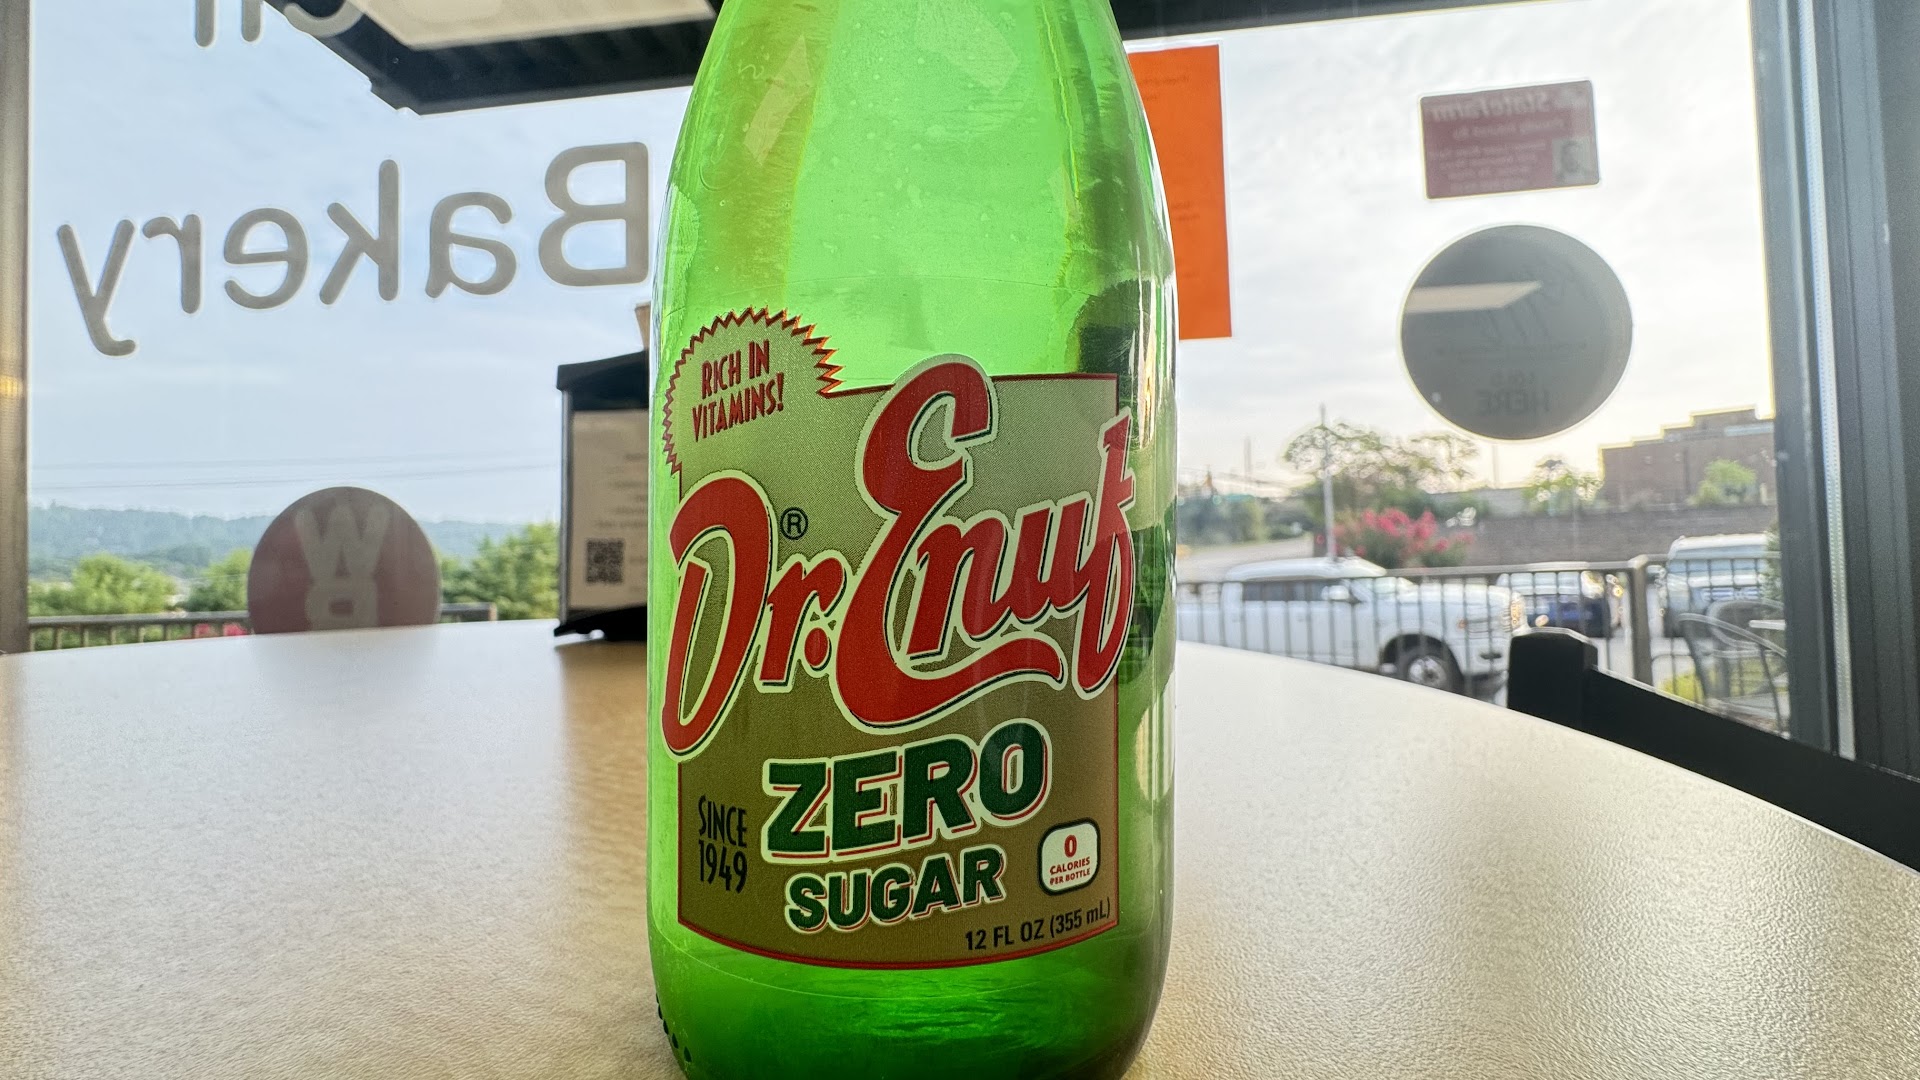 Bakery
StateFarm
HERE
RICH IN
VITAMINS!
Dr.® Enuf
ZERO
SUGAR
SINCE
1949
0
CALORIES
PER BOTTLE
12 FL OZ (355 mL)